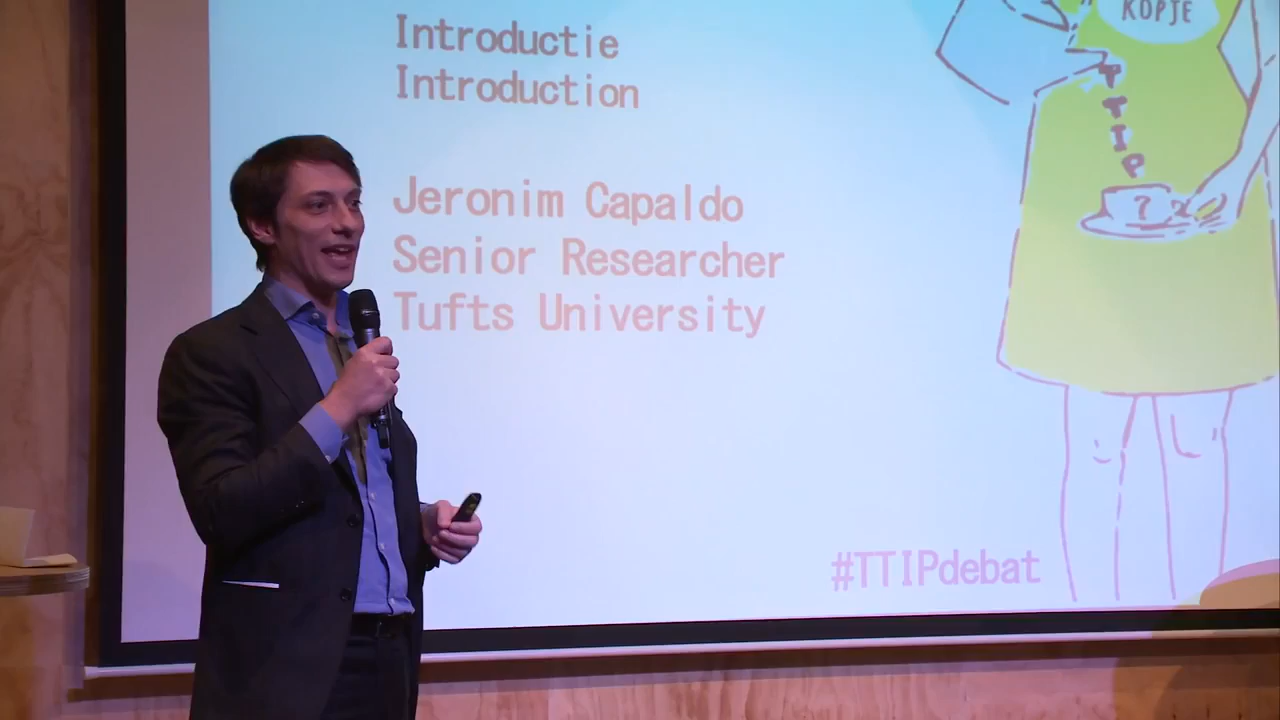 Introductie
Introduction
Jeronim Capaldo
Senior Researcher
Tufts University
KOPJE
TTIP
?
#TTIPdebat